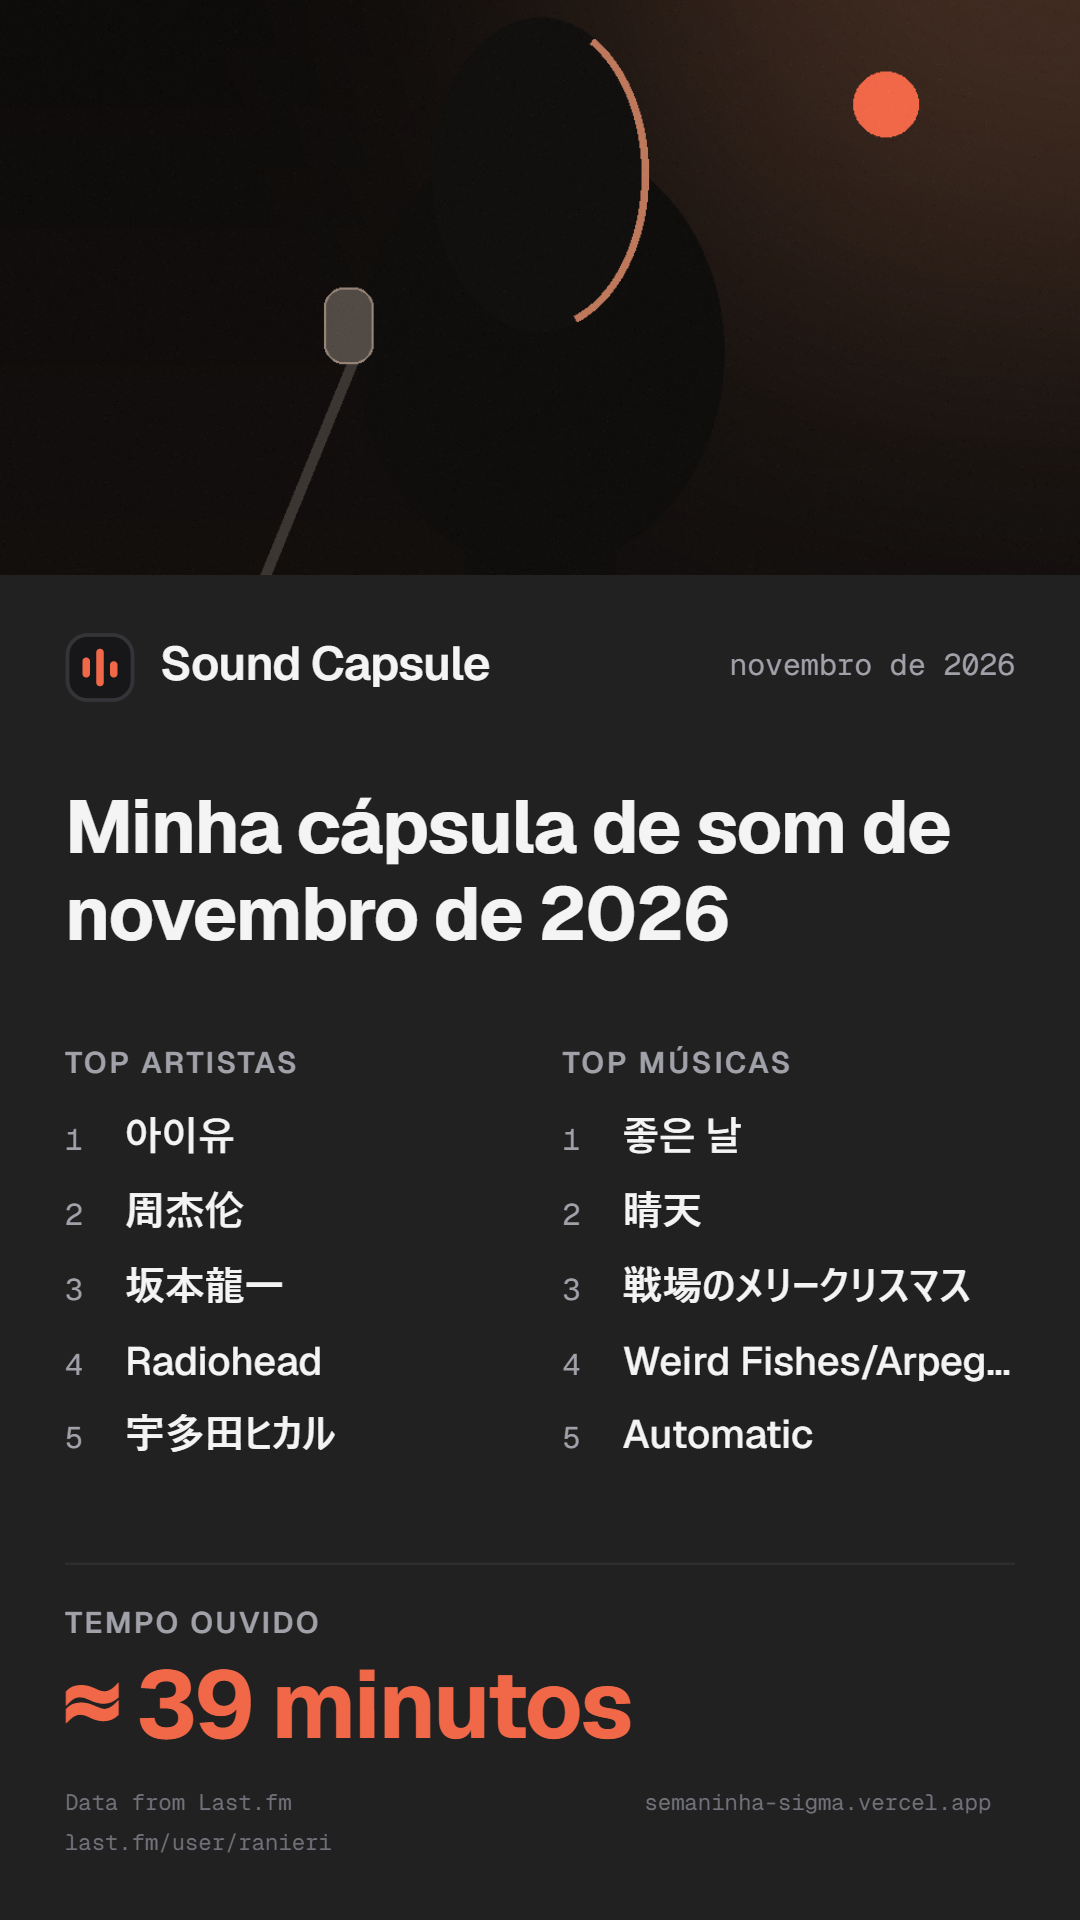 Sound Capsule
novembro de 2026
Minha cápsula de som de
novembro de 2026
TOP ARTISTAS
1 아이유
2 周杰伦
3 坂本龍一
4 Radiohead
5 宇多田ヒカル
TOP MÚSICAS
1 좋은 날
2 晴天
3 戦場のメリークリスマス
4 Weird Fishes/Arpeg...
5 Automatic
TEMPO OUVIDO
≈ 39 minutos
Data from Last.fm
last.fm/user/ranieri
semaninha-sigma.vercel.app